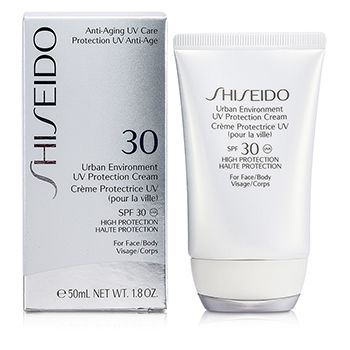 SHISEIDO
Anti-Aging UV Care
Protection UV Anti-Age
30
Urban Environment
UV Protection Cream
Crème Protectrice UV
(pour la ville)
SPF 30 UVA
HIGH PROTECTION
HAUTE PROTECTION
For Face/Body
Visage/Corps
℮50mL NET WT. 1.8 OZ.
SHISEIDO
Urban Environment
UV Protection Cream
Crème Protectrice UV
(pour la ville)
SPF 30 UVA
HIGH PROTECTION
HAUTE PROTECTION
For Face/Body
Visage/Corps